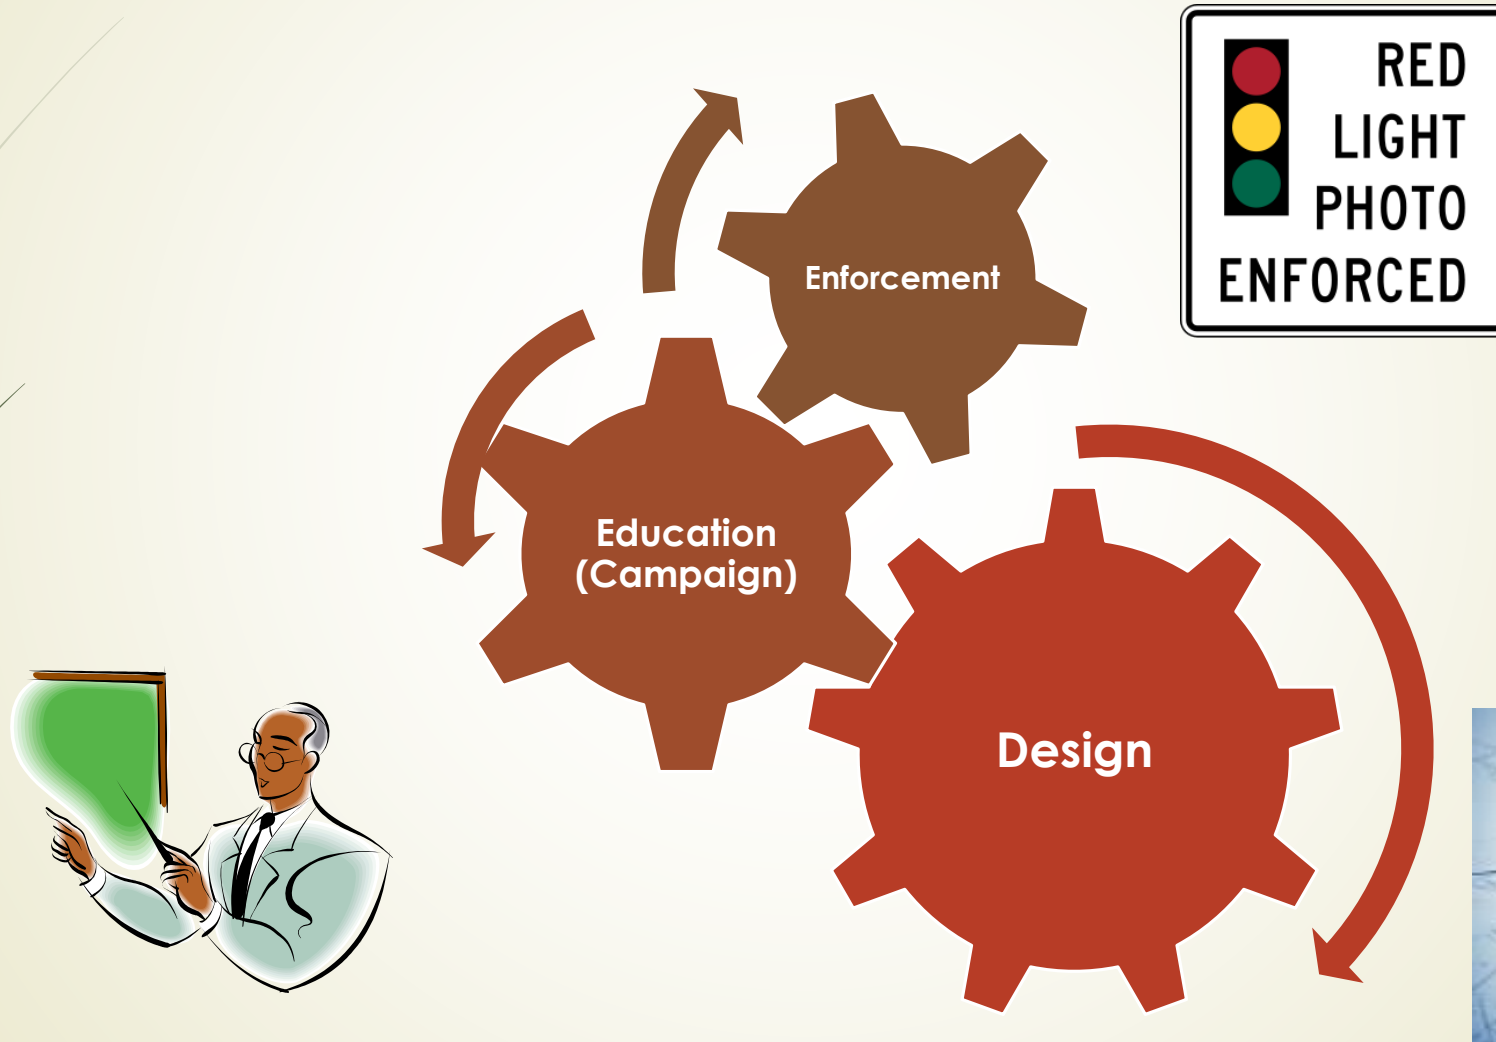 RED
LIGHT
PHOTO
ENFORCED
Enforcement
Education
(Campaign)
Design